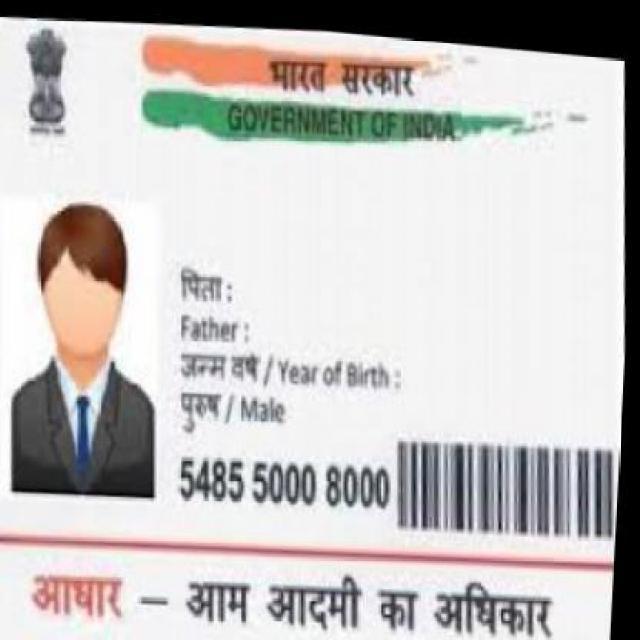 भारत सरकार
GOVERNMENT OF INDIA
पिता :
Father :
जन्म वर्ष / Year of Birth :
पुरुष / Male
5485 5000 8000
आधार – आम आदमी का अधिकार